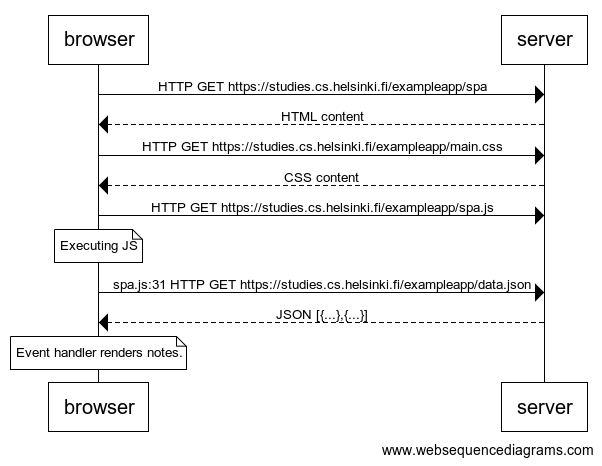 browser
server
HTTP GET https://studies.cs.helsinki.fi/exampleapp/spa
HTML content
HTTP GET https://studies.cs.helsinki.fi/exampleapp/main.css
CSS content
HTTP GET https://studies.cs.helsinki.fi/exampleapp/spa.js
Executing JS
spa.js:31 HTTP GET https://studies.cs.helsinki.fi/exampleapp/data.json
JSON [{...},{...}]
Event handler renders notes.
browser
server
www.websequencediagrams.com